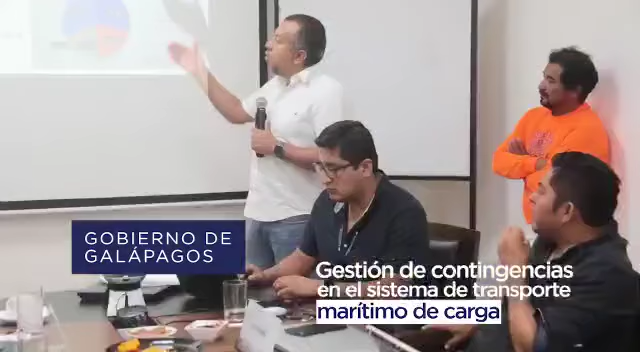 GOBIERNO DE
GALÁPAGOS
Gestión de contingencias
en el sistema de transporte
marítimo de carga